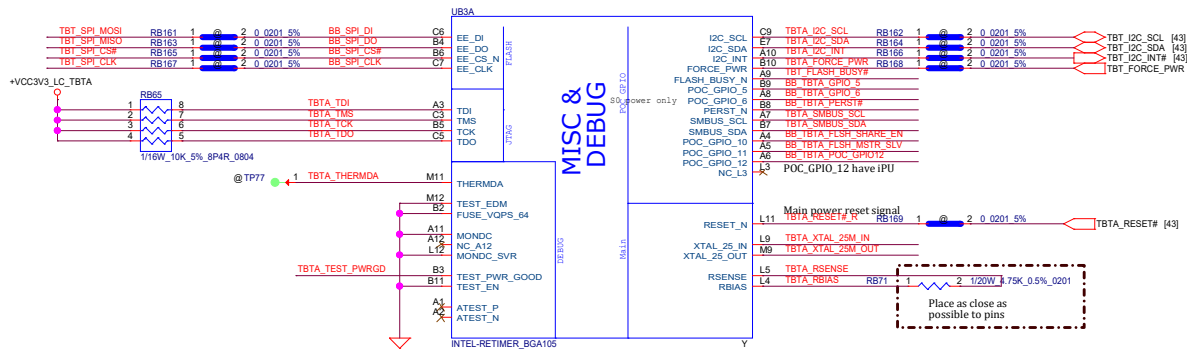 UB3A
TBT_SPI_MOSI RB161 1 @ 2 0_0201_5% BB_SPI_DI C6 EE_DI
TBT_SPI_MISO RB163 1 @ 2 0_0201_5% BB_SPI_DO B4 EE_DO
TBT_SPI_CS# RB165 1 @ 2 0_0201_5% BB_SPI_CS# B6 EE_CS_N
TBT_SPI_CLK RB167 1 @ 2 0_0201_5% BB_SPI_CLK C7 EE_CLK
FLASH
+VCC3V3_LC_TBTA
RB65
1 8 TBTA_TDI A3 TDI
2 7 TBTA_TMS C3 TMS
3 6 TBTA_TCK B5 TCK
4 5 TBTA_TDO C5 TDO
JTAG
1/16W_10K_5%_8P4R_0804
@ TP77 1 TBTA_THERMDA M11 THERMDA
M12 TEST_EDM
B2 FUSE_VQPS_64
A11 MONDC
A12 NC_A12
L12 MONDC_SVR
TBTA_TEST_PWRGD B3 TEST_PWR_GOOD
B11 TEST_EN
A1 ATEST_P
A2 ATEST_N
DEBUG
INTEL-RETIMER_BGA105
Y
MISC &
DEBUG
S0 power only
I2C_SCL C9 TBTA_I2C_SCL RB162 1 @ 2 0_0201_5% TBT_I2C_SCL [43]
I2C_SDA E7 TBTA_I2C_SDA RB164 1 @ 2 0_0201_5% TBT_I2C_SDA [43]
I2C_INT A10 TBTA_I2C_INT RB166 1 @ 2 0_0201_5% TBT_I2C_INT# [43]
FORCE_PWR B10 TBTA_FORCE_PWR RB168 1 @ 2 0_0201_5% TBT_FORCE_PWR
FLASH_BUSY_N A9 TBT_FLASH_BUSY#
POC_GPIO_5 B9 BB_TBTA_GPIO_5
POC_GPIO_6 A8 BB_TBTA_GPIO_6
PERST_N B8 BB_TBTA_PERST#
SMBUS_SCL A7 TBTA_SMBUS_SCL
SMBUS_SDA B7 TBTA_SMBUS_SDA
POC_GPIO_10 A4 BB_TBTA_FLSH_SHARE_EN
POC_GPIO_11 A5 BB_TBTA_FLSH_MSTR_SLV
POC_GPIO_12 A6 BB_TBTA_POC_GPIO12
NC_L3 L3
POC_GPIO_12 have iPU
Main power reset signal
RESET_N L11 TBTA_RESET#_R RB169 1 @ 2 0_0201_5% TBTA_RESET# [43]
Main
XTAL_25_IN L9 TBTA_XTAL_25M_IN
XTAL_25_OUT M9 TBTA_XTAL_25M_OUT
RSENSE L5 TBTA_RSENSE
RBIAS L4 TBTA_RBIAS RB71 1 2 1/20W_4.75K_0.5%_0201
Place as close as
possible to pins